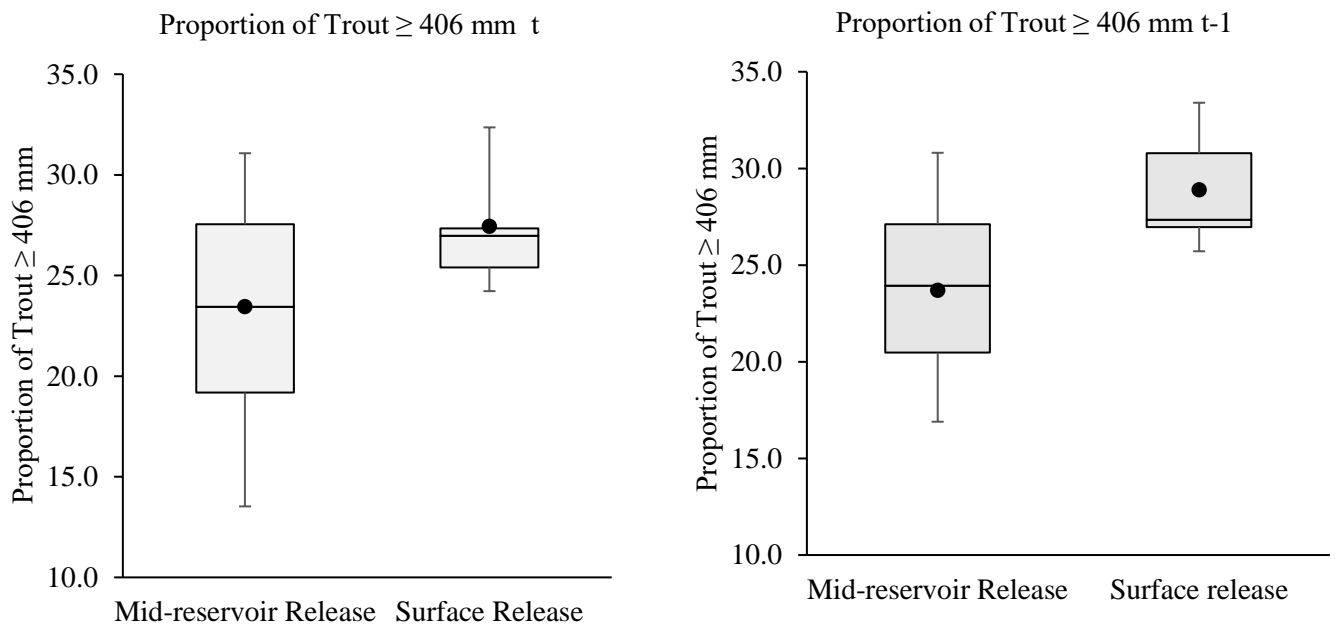 Proportion of Trout ≥ 406 mm t
Proportion of Trout ≥ 406 mm
35.0
30.0
25.0
20.0
15.0
10.0
Mid-reservoir Release Surface Release
Proportion of Trout ≥ 406 mm t-1
Proportion of Trout ≥ 406 mm
35.0
30.0
25.0
20.0
15.0
10.0
Mid-reservoir Release Surface release